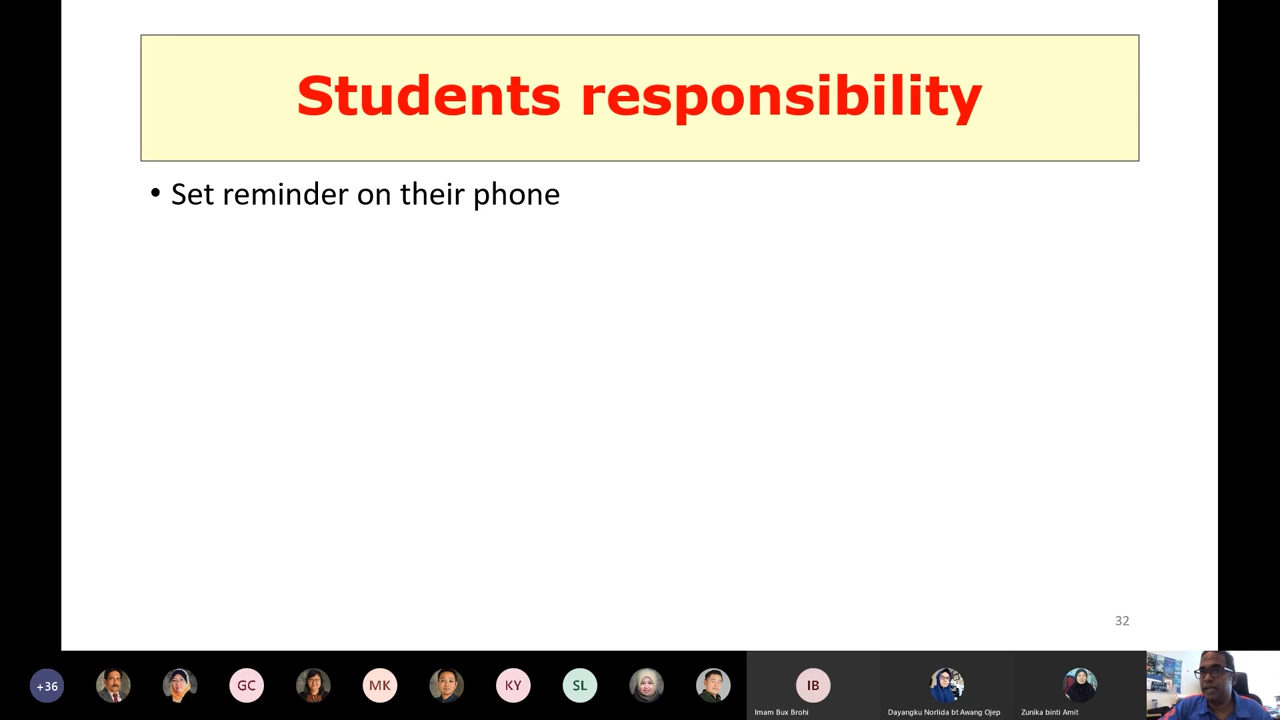 Students responsibility
• Set reminder on their phone
32
+36
GC
MK
KY
SL
IB
Imam Bux Brohi
Dayangku Norlida bt Awang Ojep
Zunika binti Amit